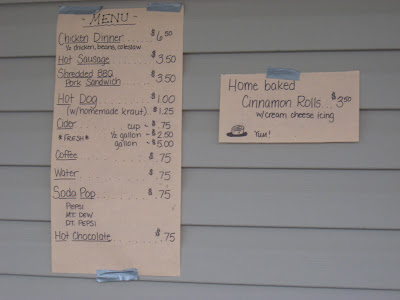 - MENU -
Chicken Dinner.....$6.50
½ chicken, beans, coleslaw
Hot Sausage.......$3.50
Shredded BBQ
Pork Sandwich.....$3.50
Hot Dog..........$1.00
(w/homemade kraut).$1.25
Cider.......cup - $.75
*FRESH* ½ gallon - $2.50
gallon - $5.00
Coffee............$.75
Water............$.75
Soda Pop.........$.75
PEPSI
MT. DEW
DT. PEPSI
Hot Chocolate......$.75
Home baked
Cinnamon Rolls...$3.50
w/cream cheese icing
Yum!